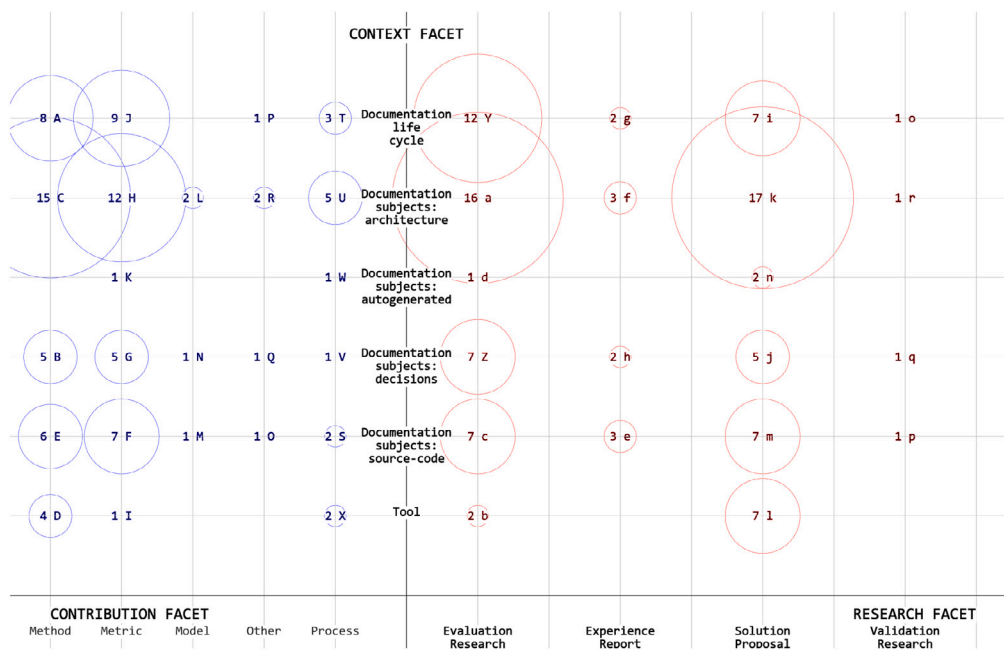 CONTEXT FACET
8 A 9 J 1 P 3 T Documentation life cycle 12 Y 2 g 7 i 1 o
15 C 12 H 2 L 2 R 5 U Documentation subjects: architecture 16 a 3 f 17 k 1 r
1 K 1 W Documentation subjects: autogenerated 1 d 2 n
5 B 5 G 1 N 1 Q 1 V Documentation subjects: decisions 7 Z 2 h 5 j 1 q
6 E 7 F 1 M 1 O 2 S Documentation subjects: source-code 7 c 3 e 7 m 1 p
4 D 1 I 2 X Tool 2 b 7 l
CONTRIBUTION FACET RESEARCH FACET
Method Metric Model Other Process Evaluation Research Experience Report Solution Proposal Validation Research